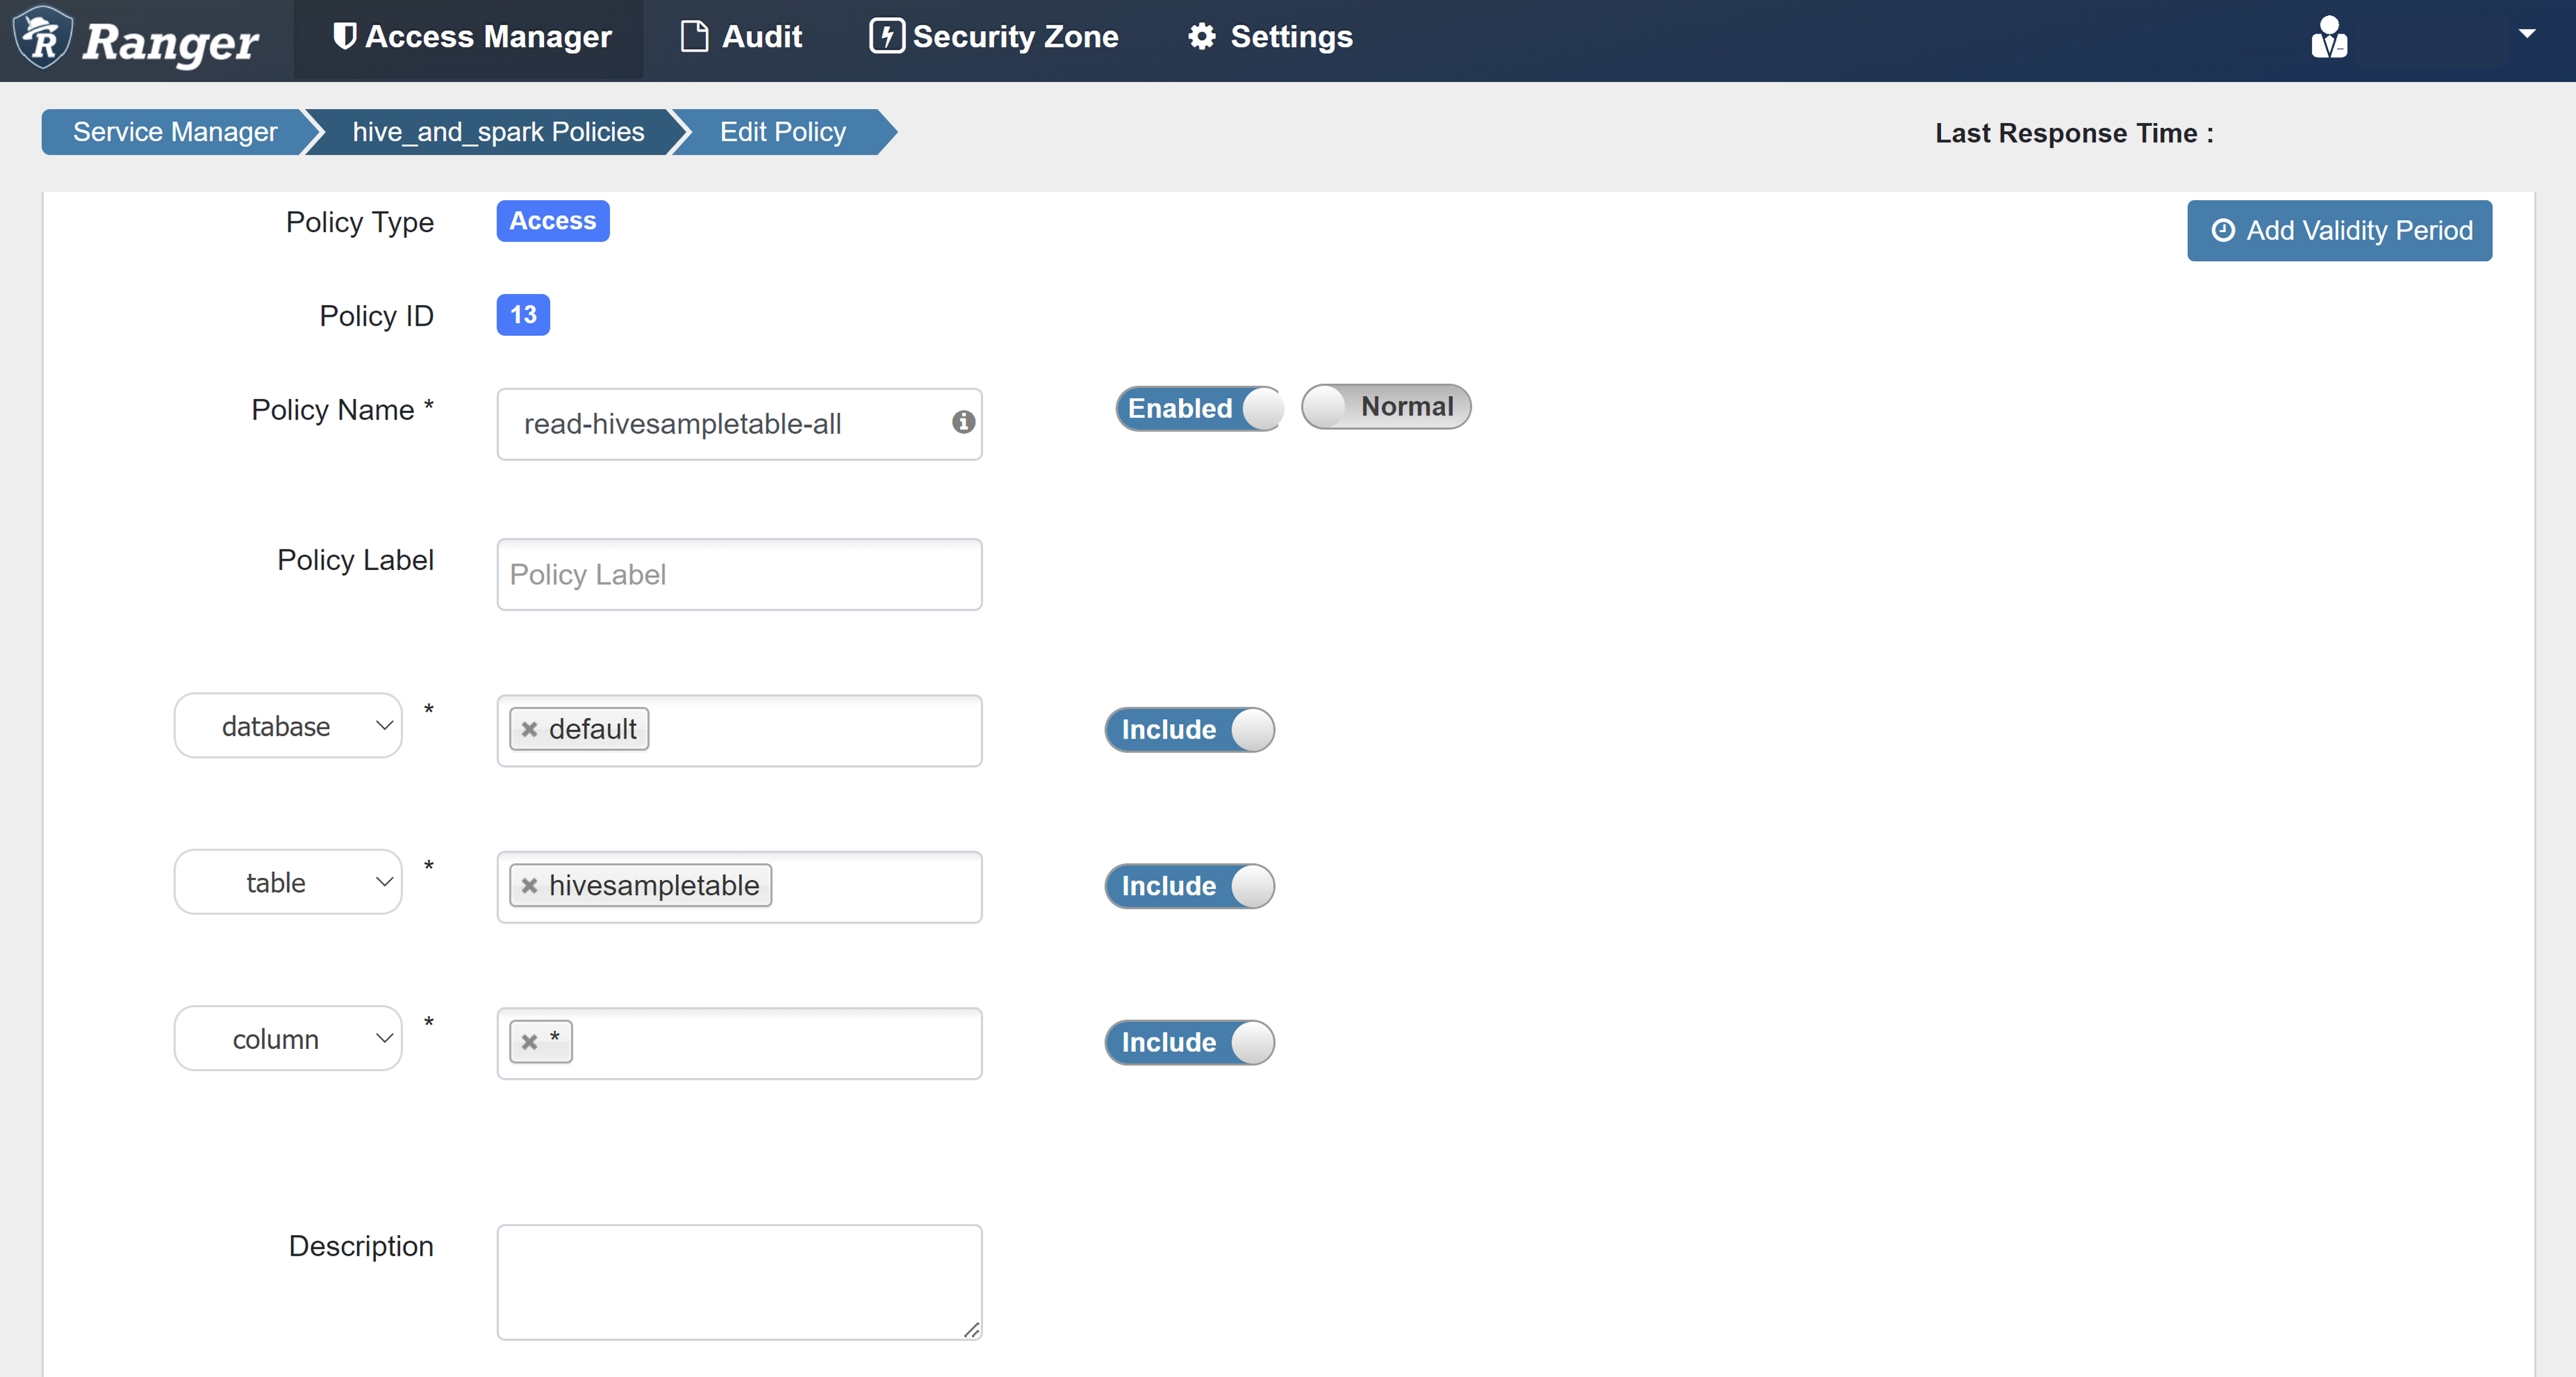 R Ranger Access Manager Audit Security Zone Settings
Service Manager hive_and_spark Policies Edit Policy Last Response Time :
Policy Type Access Add Validity Period
Policy ID 13
Policy Name * read-hivesampletable-all Enabled Normal
Policy Label Policy Label
database * default Include
table * hivesampletable Include
column * * Include
Description